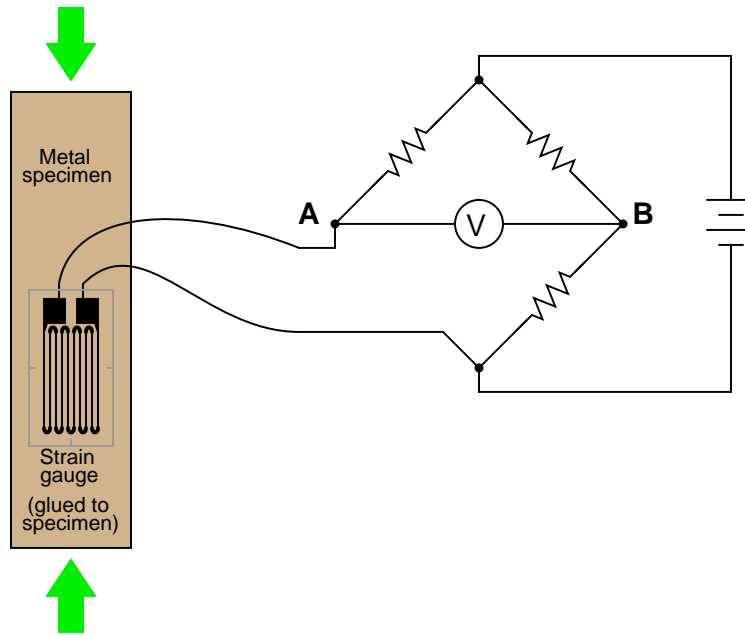 Metal
specimen
A
V
B
Strain
gauge
(glued to
specimen)